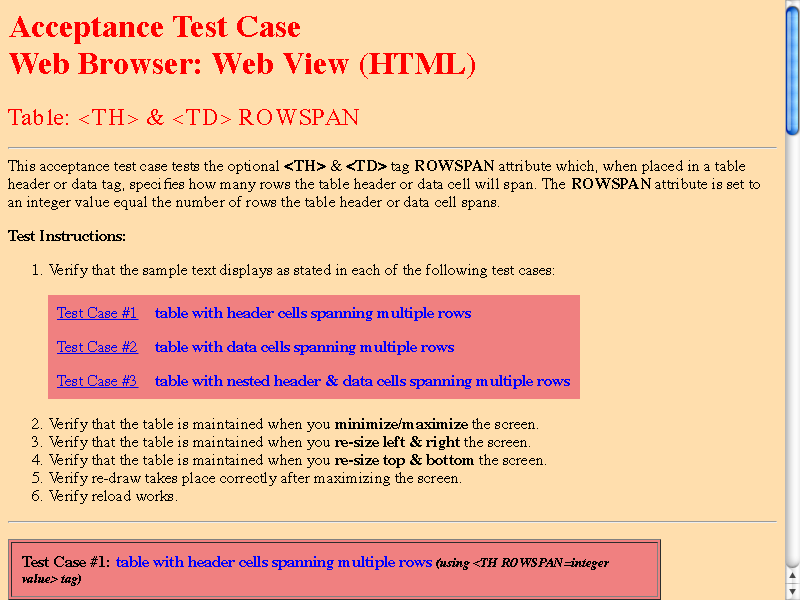 Acceptance Test Case
Web Browser: Web View (HTML)
Table: <TH> & <TD> ROWSPAN
This acceptance test case tests the optional <TH> & <TD> tag ROWSPAN attribute which, when placed in a table
header or data tag, specifies how many rows the table header or data cell will span. The ROWSPAN attribute is set to
an integer value equal the number of rows the table header or data cell spans.
Test Instructions:
1. Verify that the sample text displays as stated in each of the following test cases:
Test Case #1 table with header cells spanning multiple rows
Test Case #2 table with data cells spanning multiple rows
Test Case #3 table with nested header & data cells spanning multiple rows
2. Verify that the table is maintained when you minimize/maximize the screen.
3. Verify that the table is maintained when you re-size left & right the screen.
4. Verify that the table is maintained when you re-size top & bottom the screen.
5. Verify re-draw takes place correctly after maximizing the screen.
6. Verify reload works.
Test Case #1: table with header cells spanning multiple rows (using <TH ROWSPAN=integer
value> tag)